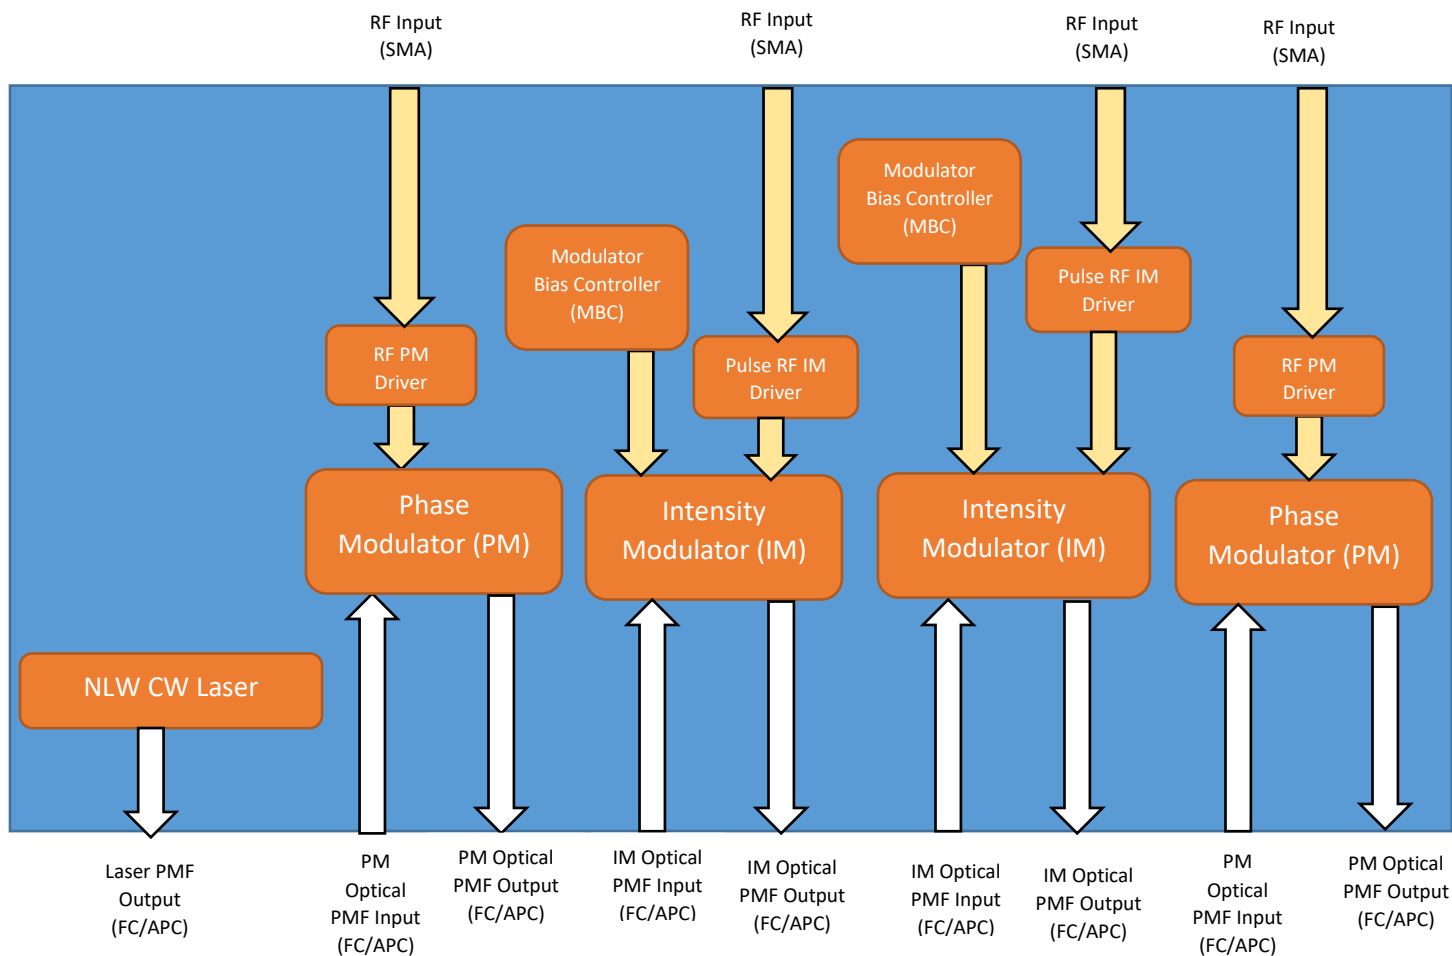 RF Input
(SMA)
RF Input
(SMA)
RF Input
(SMA)
RF Input
(SMA)
Modulator
Bias Controller
(MBC)
Modulator
Bias Controller
(MBC)
Pulse RF IM
Driver
RF PM
Driver
Pulse RF IM
Driver
RF PM
Driver
Phase
Modulator (PM)
Intensity
Modulator (IM)
Intensity
Modulator (IM)
Phase
Modulator (PM)
NLW CW Laser
Laser PMF
Output
(FC/APC)
PM
Optical
PMF Input
(FC/APC)
PM Optical
PMF Output
(FC/APC)
IM Optical
PMF Input
(FC/APC)
IM Optical
PMF Output
(FC/APC)
IM Optical
PMF Input
(FC/APC)
IM Optical
PMF Output
(FC/APC)
PM
Optical
PMF Input
(FC/APC)
PM Optical
PMF Output
(FC/APC)